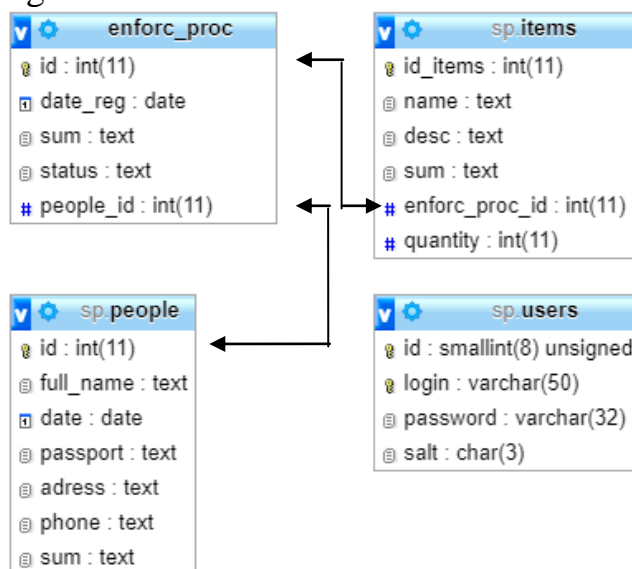 enforc_proc
id : int(11)
date_reg : date
sum : text
status : text
# people_id : int(11)
sp.items
id_items : int(11)
name : text
desc : text
sum : text
# enforc_proc_id : int(11)
# quantity : int(11)
sp.people
id : int(11)
full_name : text
date : date
passport : text
adress : text
phone : text
sum : text
sp.users
id : smallint(8) unsigned
login : varchar(50)
password : varchar(32)
salt : char(3)